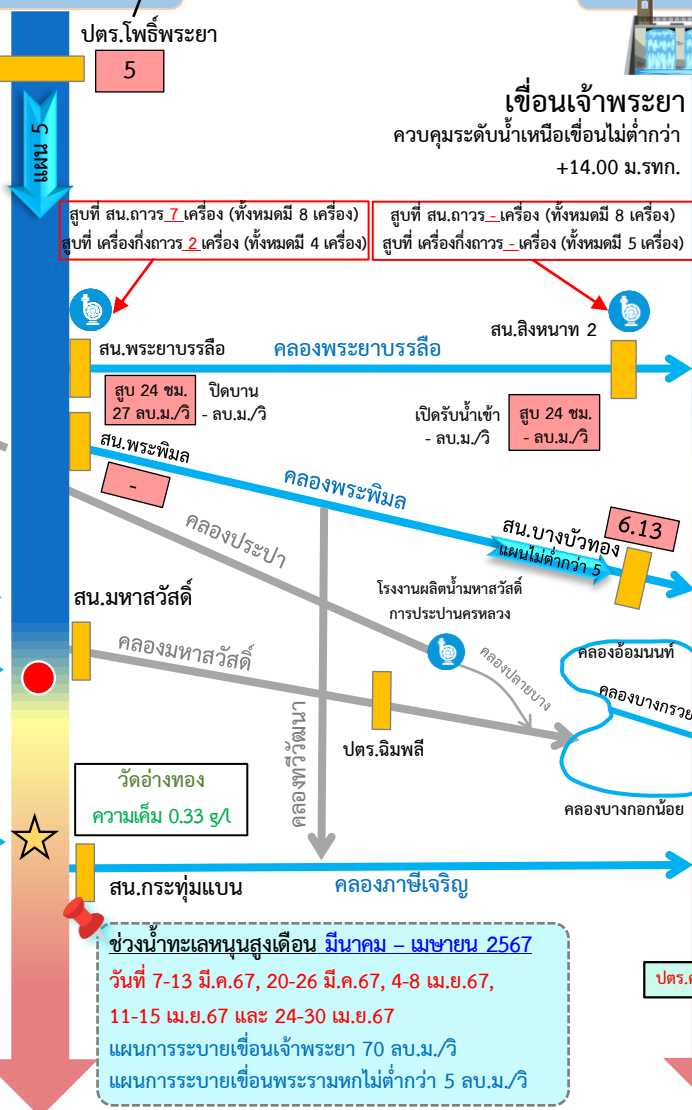 ปตร.โพธิ์พระยา
5
แผน 5
เขื่อนเจ้าพระยา
ควบคุมระดับน้ำเหนือเขื่อนไม่ต่ำกว่า
+14.00 ม.รทก.
สูบที่ สน.ถาวร 7 เครื่อง (ทั้งหมดมี 8 เครื่อง)
สูบที่ เครื่องกึ่งถาวร 2 เครื่อง (ทั้งหมดมี 4 เครื่อง)
สูบที่ สน.ถาวร - เครื่อง (ทั้งหมดมี 8 เครื่อง)
สูบที่ เครื่องกึ่งถาวร - เครื่อง (ทั้งหมดมี 5 เครื่อง)
สน.พระยาบรรลือ
คลองพระยาบรรลือ
สน.สิงหนาท 2
สูบ 24 ชม.
27 ลบ.ม./วิ
ปิดบาน
- ลบ.ม./วิ
เปิดรับน้ำเข้า
- ลบ.ม./วิ
สูบ 24 ชม.
- ลบ.ม./วิ
สน.พระพิมล
-
คลองพระพิมล
สน.บางบัวทอง
6.13
แผนไม่ต่ำกว่า 5
คลองประปา
โรงงานผลิตน้ำมหาสวัสดิ์
การประปานครหลวง
สน.มหาสวัสดิ์
คลองมหาสวัสดิ์
คลองปลายบาง
คลองอ้อมนนท์
คลองบางกรวย
ปตร.ฉิมพลี
คลองทวีวัฒนา
คลองบางกอกน้อย
วัดอ่างทอง
ความเค็ม 0.33 g/l
สน.กระทุ่มแบน
คลองภาษีเจริญ
ช่วงน้ำทะเลหนุนสูงเดือน มีนาคม – เมษายน 2567
วันที่ 7-13 มี.ค.67, 20-26 มี.ค.67, 4-8 เม.ย.67,
11-15 เม.ย.67 และ 24-30 เม.ย.67
แผนการระบายเขื่อนเจ้าพระยา 70 ลบ.ม./วิ
แผนการระบายเขื่อนพระรามหกไม่ต่ำกว่า 5 ลบ.ม./วิ